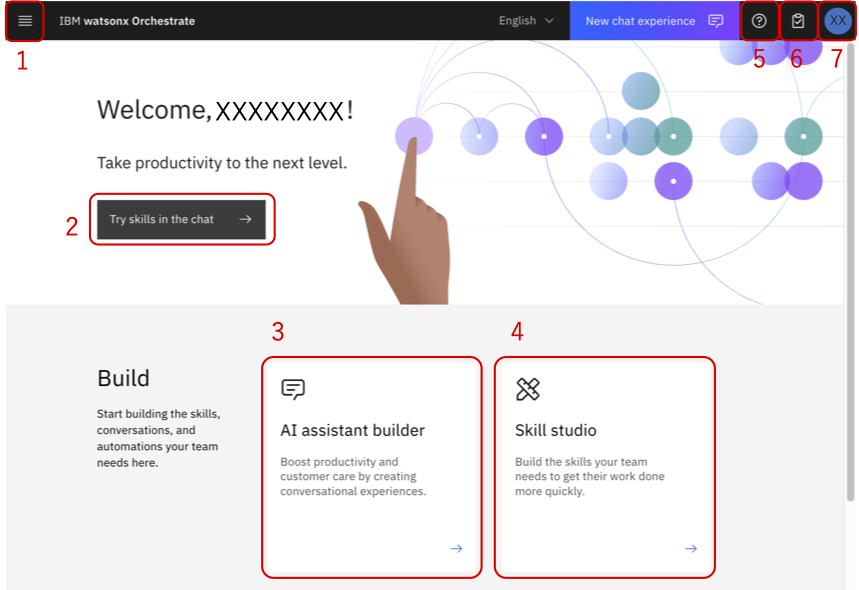 IBM watsonx Orchestrate
English
New chat experience
XX
1
5
6
7
Welcome, XXXXXXXX!
Take productivity to the next level.
2
Try skills in the chat
3
4
Build
Start building the skills,
conversations, and
automations your team
needs here.
AI assistant builder
Boost productivity and
customer care by creating
conversational experiences.
Skill studio
Build the skills your team
needs to get their work done
more quickly.